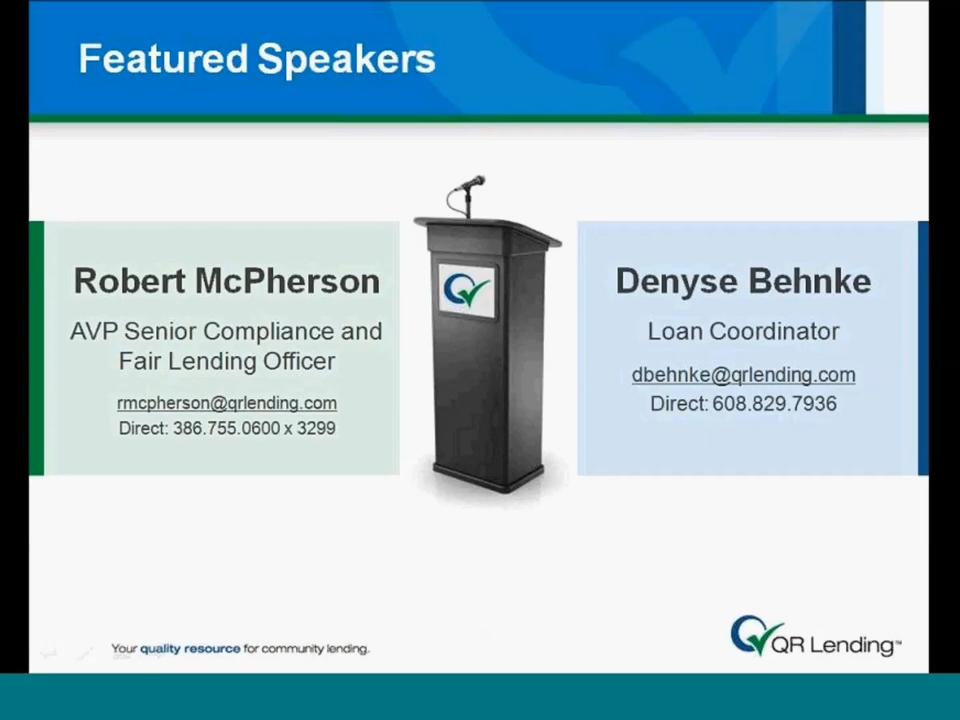 Featured Speakers
Robert McPherson
AVP Senior Compliance and
Fair Lending Officer
rmcpherson@qrlending.com
Direct: 386.755.0600 x 3299
Denyse Behnke
Loan Coordinator
dbehnke@qrlending.com
Direct: 608.829.7936
Your quality resource for community lending.
QR Lending™